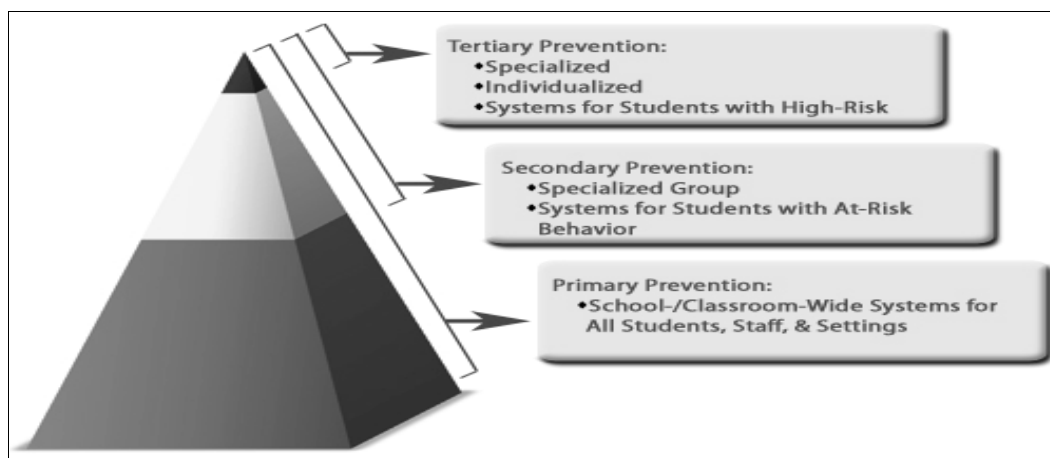 Tertiary Prevention:
◆Specialized
◆Individualized
◆Systems for Students with High-Risk
Secondary Prevention:
◆Specialized Group
◆Systems for Students with At-Risk
Behavior
Primary Prevention:
◆School-/Classroom-Wide Systems for
All Students, Staff, & Settings